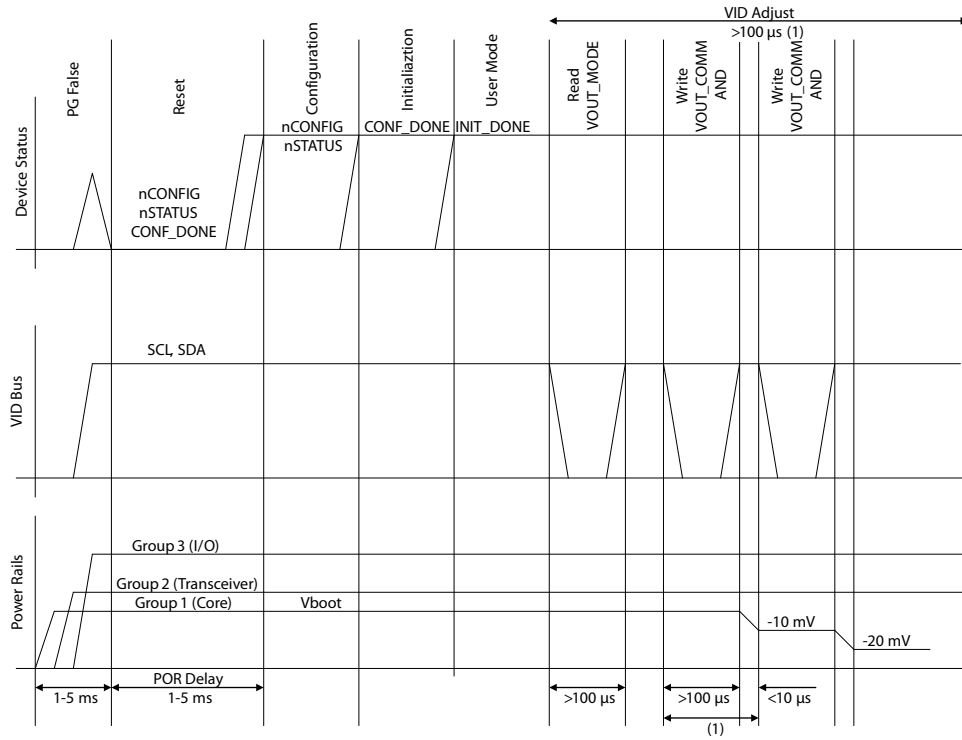 VID Adjust
>100 µs (1)
PG False
Reset
Configuration
Initialiaztion
User Mode
Read
VOUT_MODE
Write
VOUT_COMM
AND
Write
VOUT_COMM
AND
Device Status
nCONFIG
nSTATUS
CONF_DONE
INIT_DONE
nCONFIG
nSTATUS
CONF_DONE
VID Bus
SCL, SDA
Power Rails
Group 3 (I/O)
Group 2 (Transceiver)
Group 1 (Core)
Vboot
-10 mV
-20 mV
1-5 ms
POR Delay
1-5 ms
>100 µs
>100 µs
<10 µs
(1)